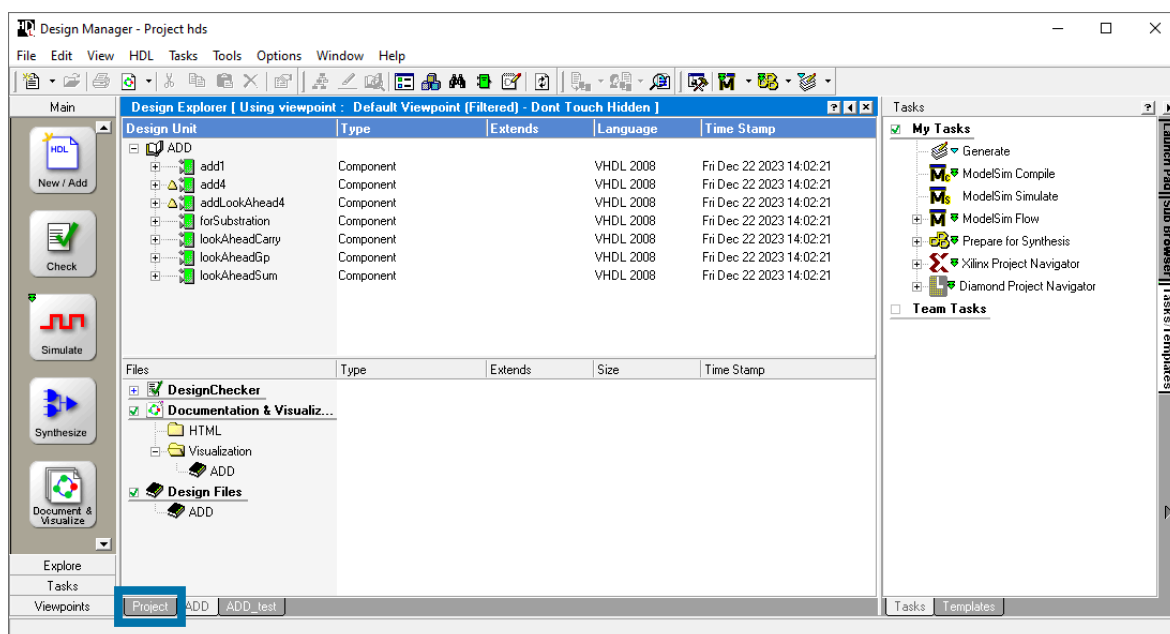 Design Manager - Project hds
File Edit View HDL Tasks Tools Options Window Help
Main
HDL
New / Add
Check
Simulate
Synthesize
Document &
Visualize
Explore
Tasks
Viewpoints
Design Explorer [ Using viewpoint : Default Viewpoint (Filtered) - Dont Touch Hidden ]
Design Unit Type Extends Language Time Stamp
ADD
add1 Component VHDL 2008 Fri Dec 22 2023 14:02:21
add4 Component VHDL 2008 Fri Dec 22 2023 14:02:21
addLookAhead4 Component VHDL 2008 Fri Dec 22 2023 14:02:21
forSubstration Component VHDL 2008 Fri Dec 22 2023 14:02:21
lookAheadCarry Component VHDL 2008 Fri Dec 22 2023 14:02:21
lookAheadGp Component VHDL 2008 Fri Dec 22 2023 14:02:21
lookAheadSum Component VHDL 2008 Fri Dec 22 2023 14:02:21
Files Type Extends Size Time Stamp
DesignChecker
Documentation & Visualiz...
HTML
Visualization
ADD
Design Files
ADD
Project ADD ADD_test
Tasks
My Tasks
Generate
ModelSim Compile
ModelSim Simulate
ModelSim Flow
Prepare for Synthesis
Xilinx Project Navigator
Diamond Project Navigator
Team Tasks
Tasks Templates
Launch Pad
Sub Browser
Tasks/Templates